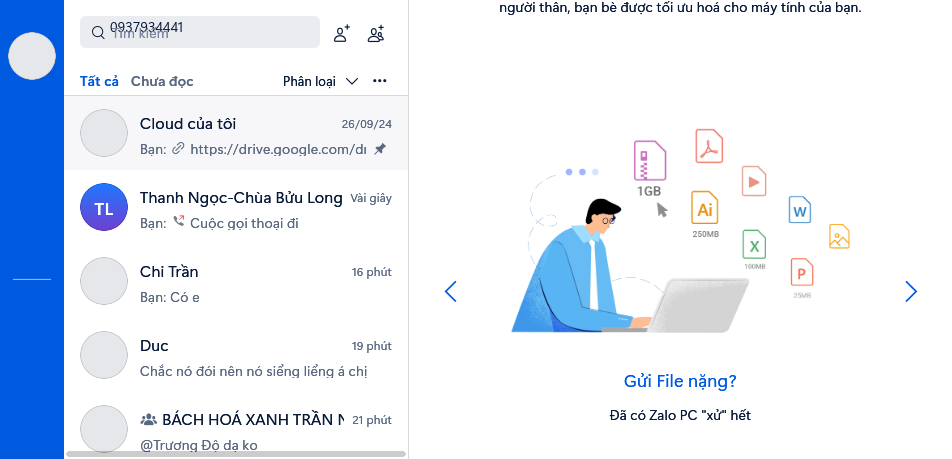 người thân, bạn bè được tối ưu hoá cho máy tính của bạn.
0937934441
Tìm kiếm
Tất cả Chưa đọc Phân loại
Cloud của tôi 26/09/24
Bạn: https://drive.google.com/dr
TL
Thanh Ngọc-Chùa Bửu Long Vài giây
Bạn: Cuộc gọi thoại đi
Chi Trần 16 phút
Bạn: Có e
Duc 19 phút
Chắc nó đói nên nó siểng liểng á chị
BÁCH HOÁ XANH TRẦN N 21 phút
@Trương Độ dạ ko
1GB
Ai
250MB
W
X
100MB
P
25MB
Gửi File nặng?
Đã có Zalo PC "xử" hết